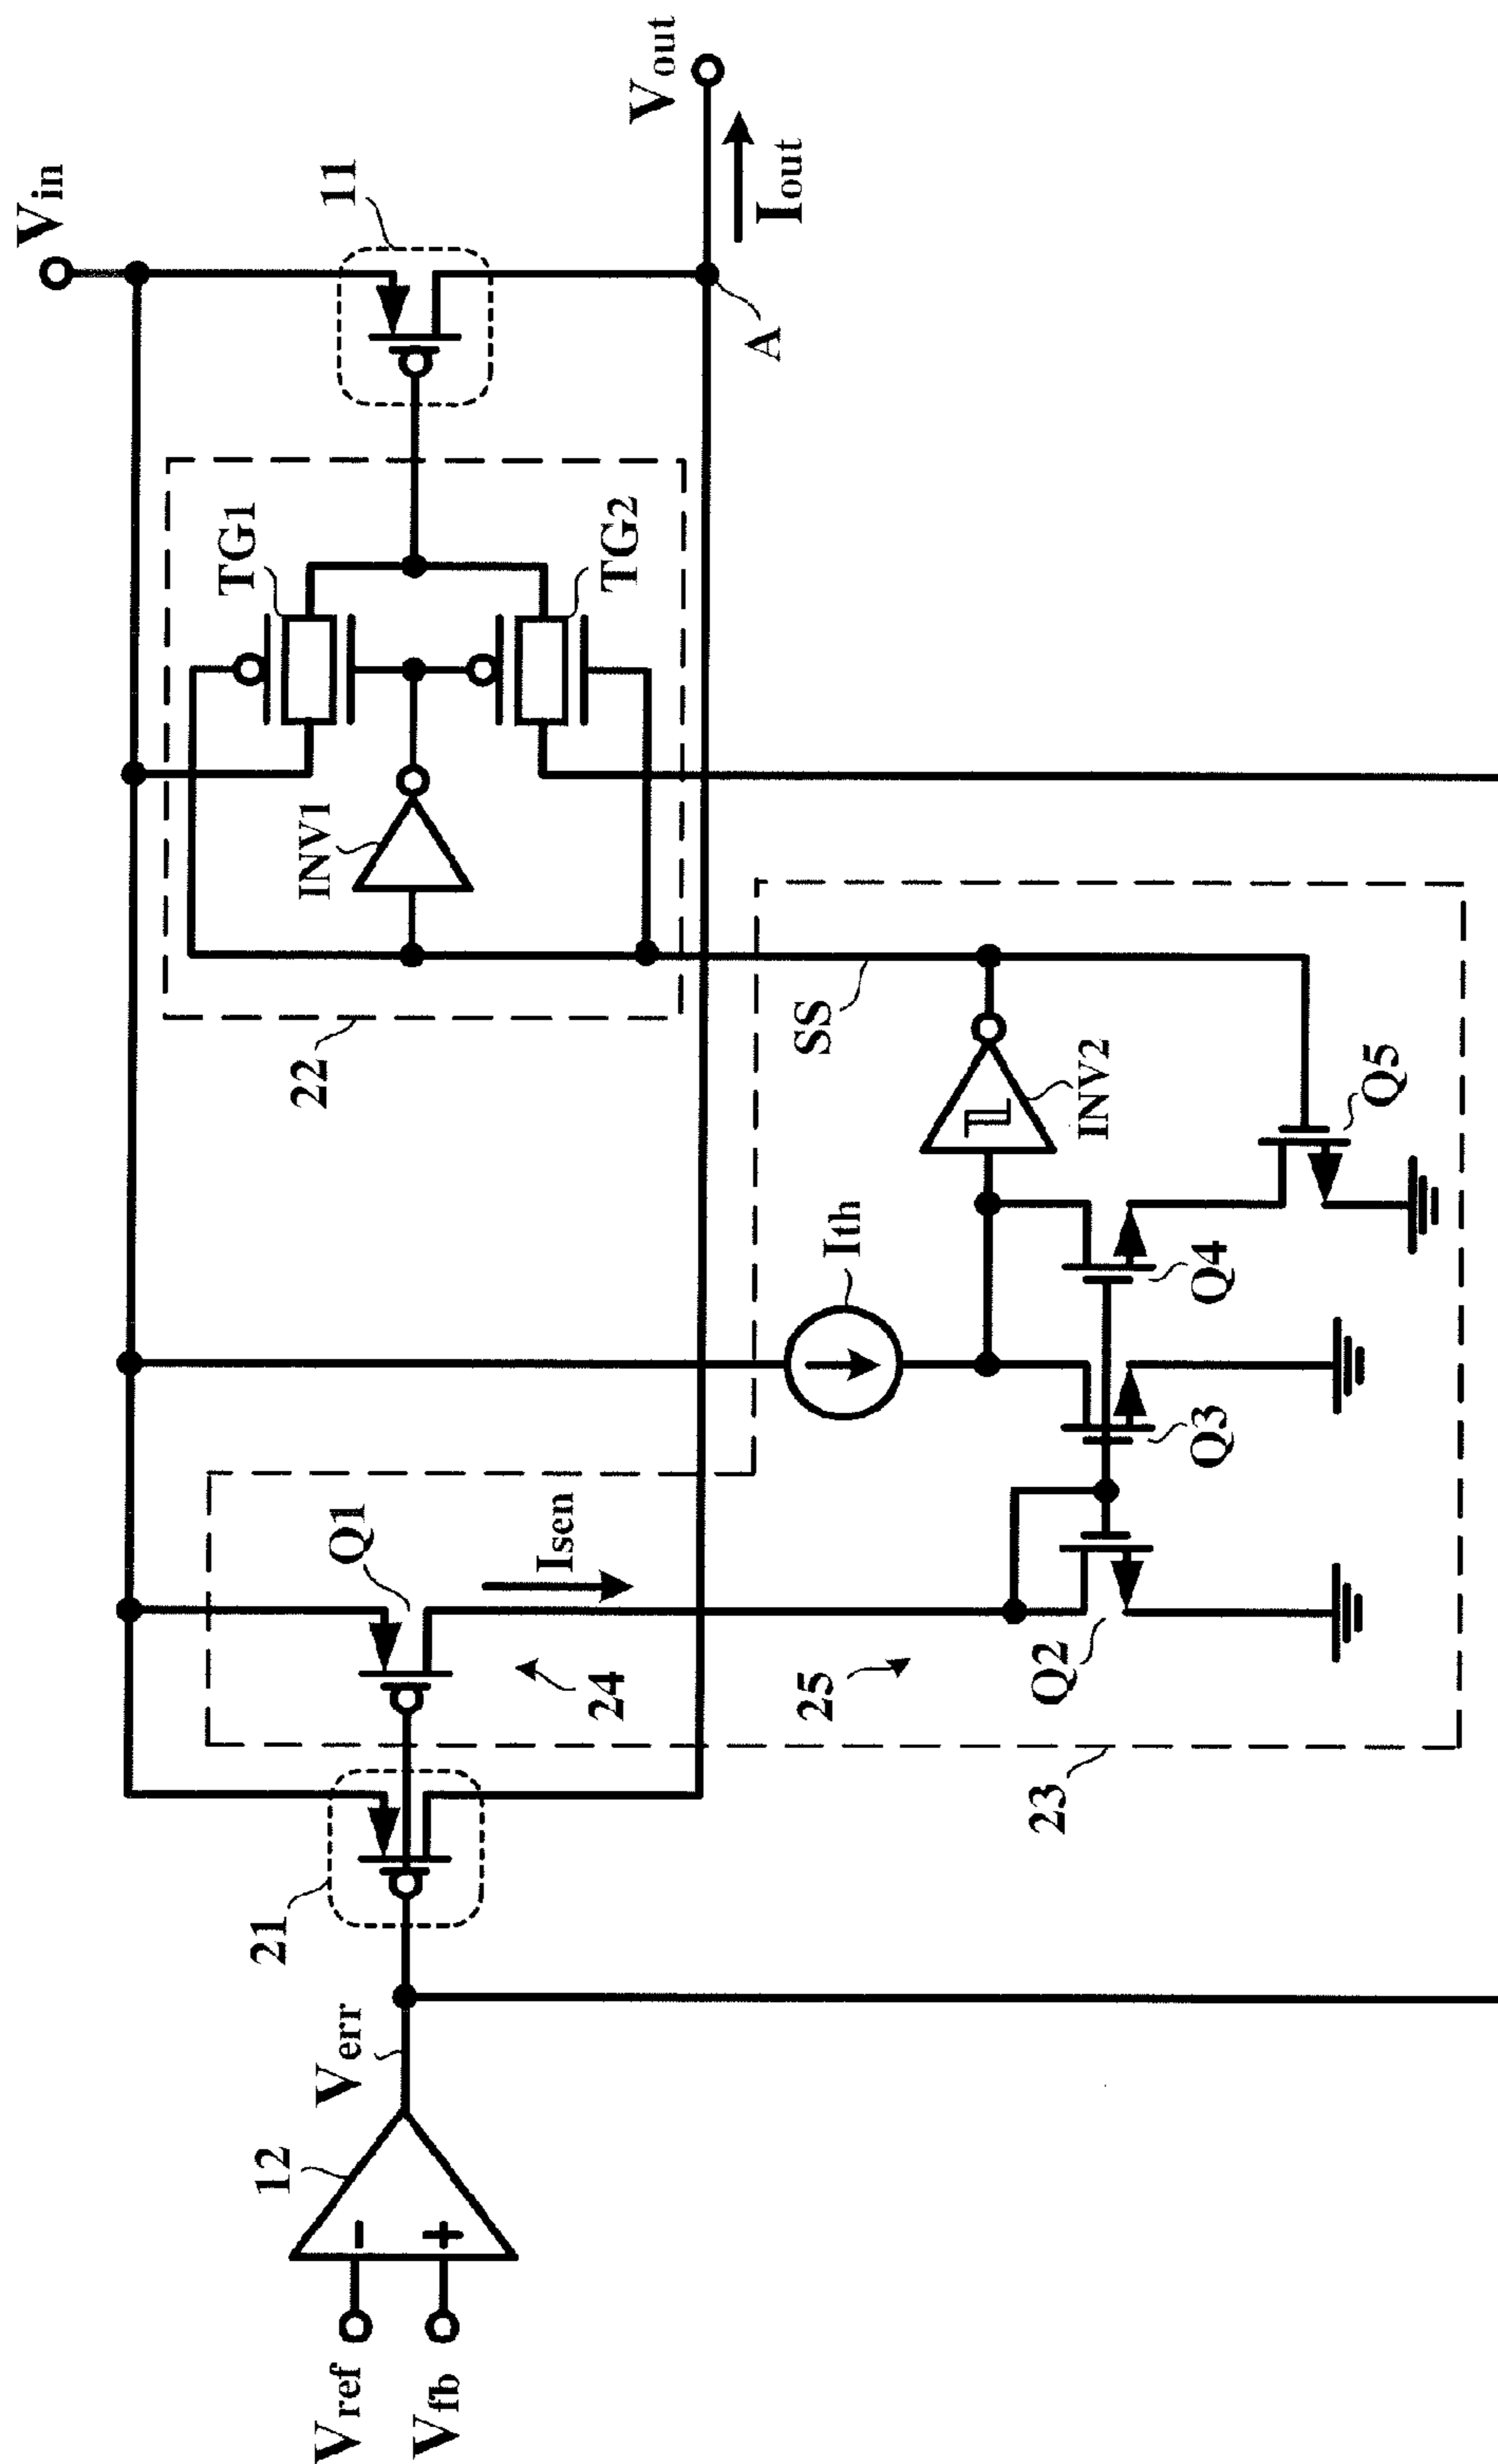 Vin
11
Vout
Iout
A
TG1
TG2
INV1
22
SS
INV2
Q5
Ith
Q4
Q3
Q1
Isen
24
25
Q2
23
21
Verr
12
−
+
Vref
Vfb